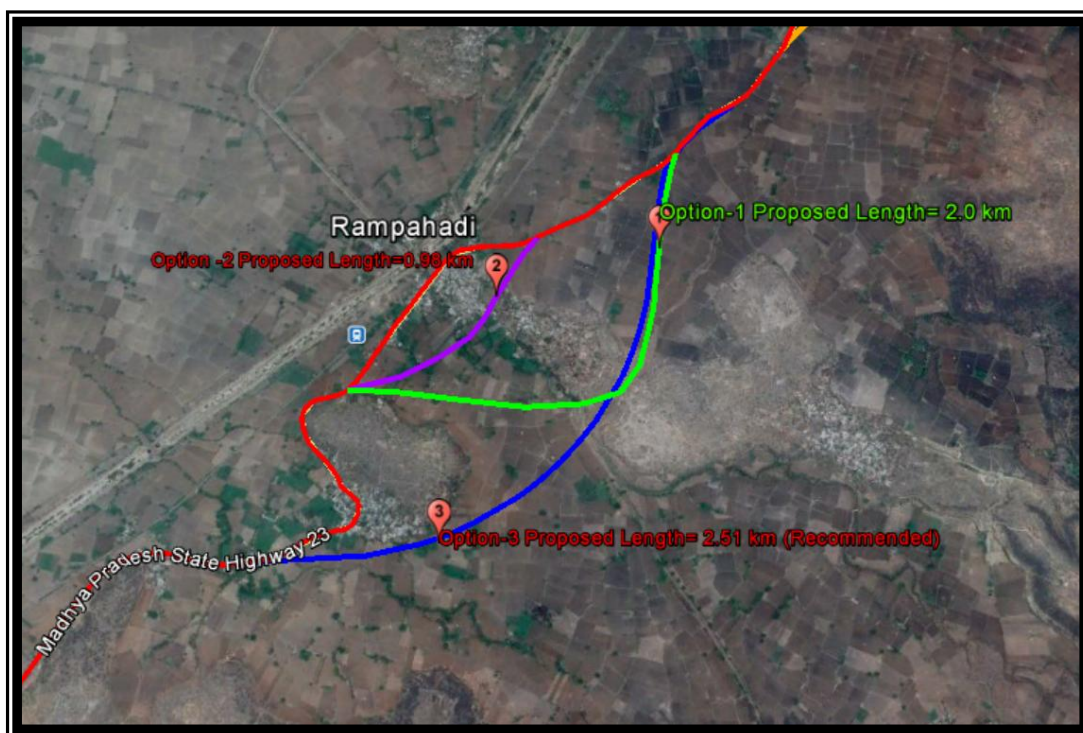 Option-1 Proposed Length= 2.0 km
Rampahadi
Option -2 Proposed Length=0.98 km
2
3
Option-3 Proposed Length= 2.51 km (Recommended)
Madhya Pradesh State Highway 23